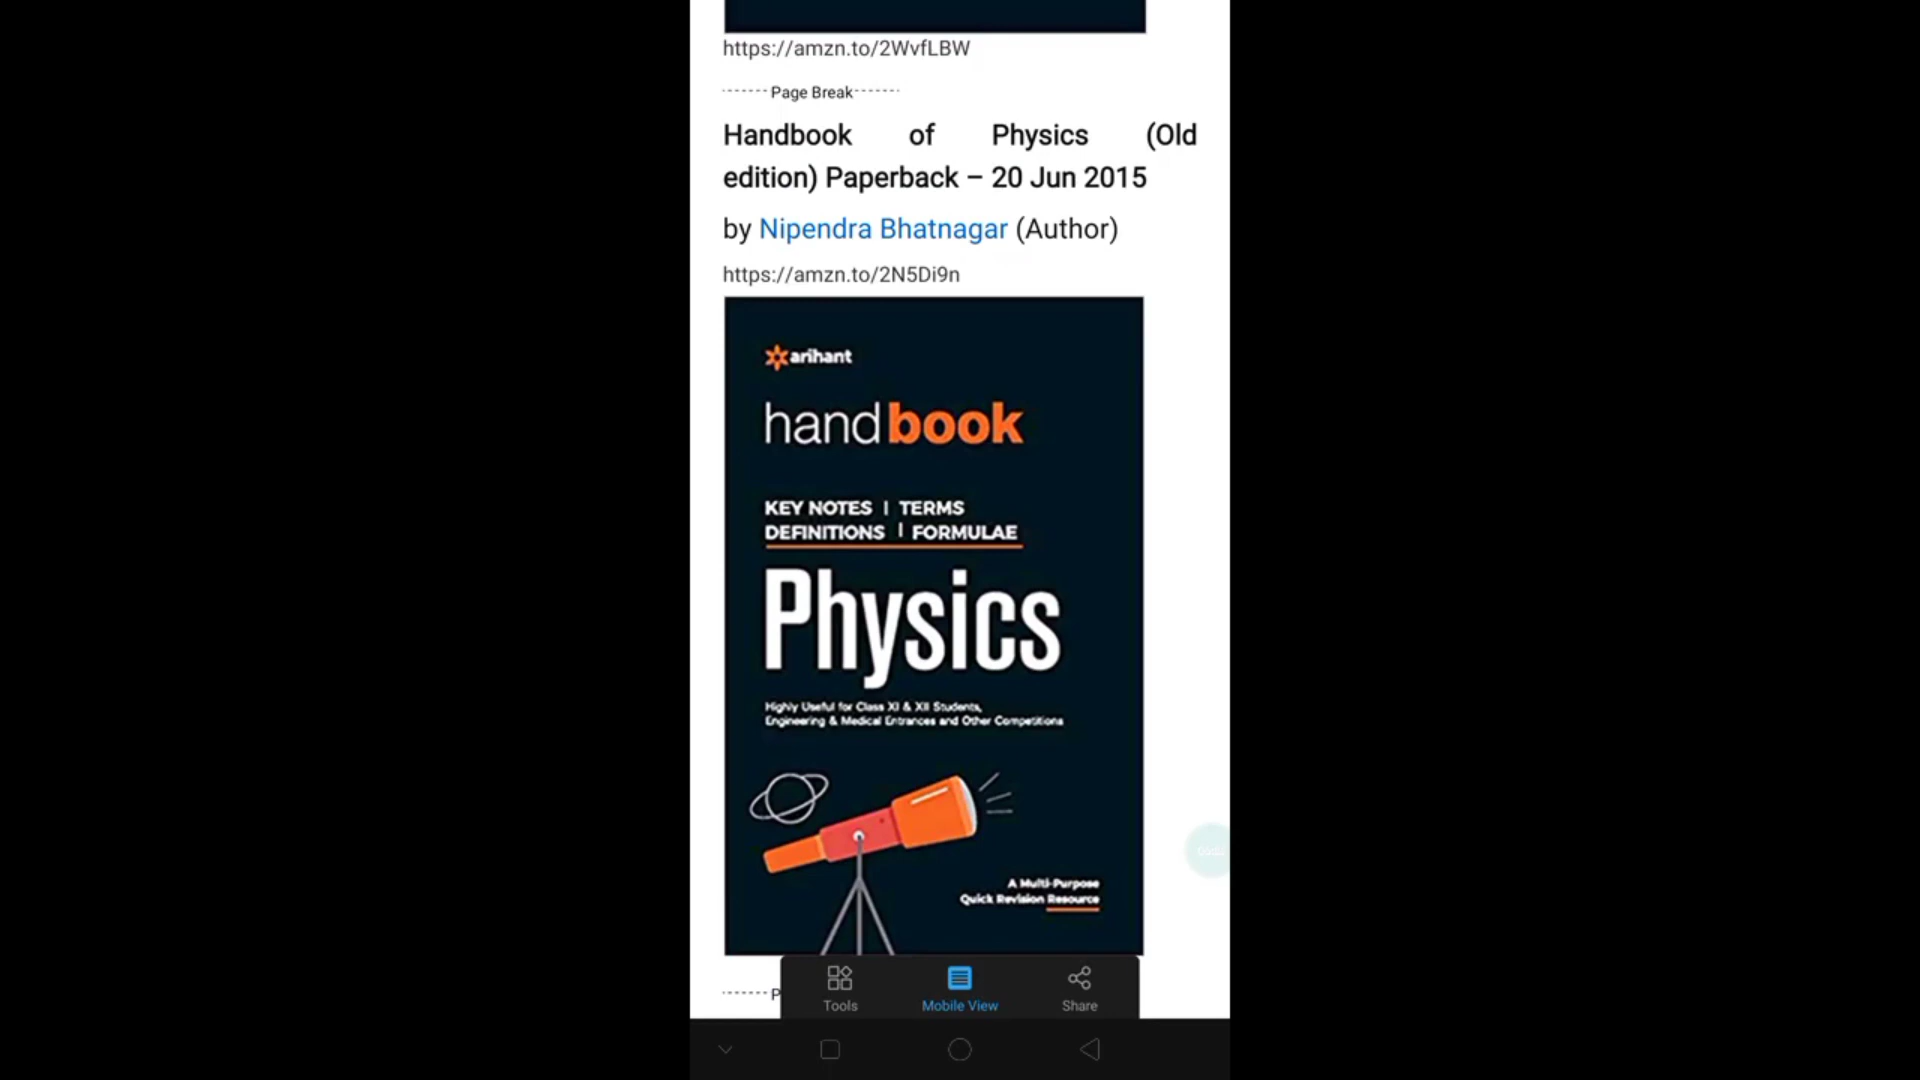 https://amzn.to/2WvfLBW
Page Break
Handbook of Physics (Old
edition) Paperback – 20 Jun 2015
by Nipendra Bhatnagar (Author)
https://amzn.to/2N5Di9n
arihant
handbook
KEY NOTES | TERMS
DEFINITIONS | FORMULAE
Physics
Highly Useful for Class XI & XII Students,
Engineering & Medical Entrances and Other Competitions
A Multi-Purpose
Quick Revision Resource
P
Tools
Mobile View
Share